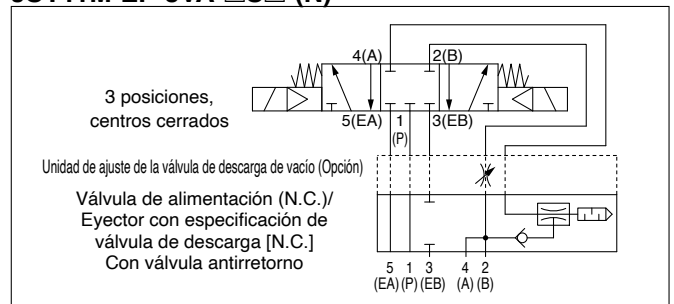 4(A) 2(B)
3 posiciones,
centros cerrados
5(EA) 1 3(EB)
(P)
Unidad de ajuste de la válvula de descarga de vacío (Opción)
Válvula de alimentación (N.C.)/
Eyector con especificación de
válvula de descarga [N.C.]
Con válvula antirretorno
5 1 3 4 2
(EA) (P) (EB) (A) (B)